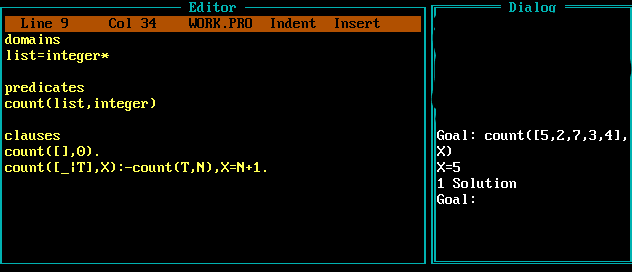 Editor
Line 9 Col 34 WORK.PRO Indent Insert
domains
list=integer*
predicates
count(list,integer)
clauses
count([],0).
count([_¦T],X):-count(T,N),X=N+1.
Dialog
Goal: count([5,2,7,3,4],
X)
X=5
1 Solution
Goal: